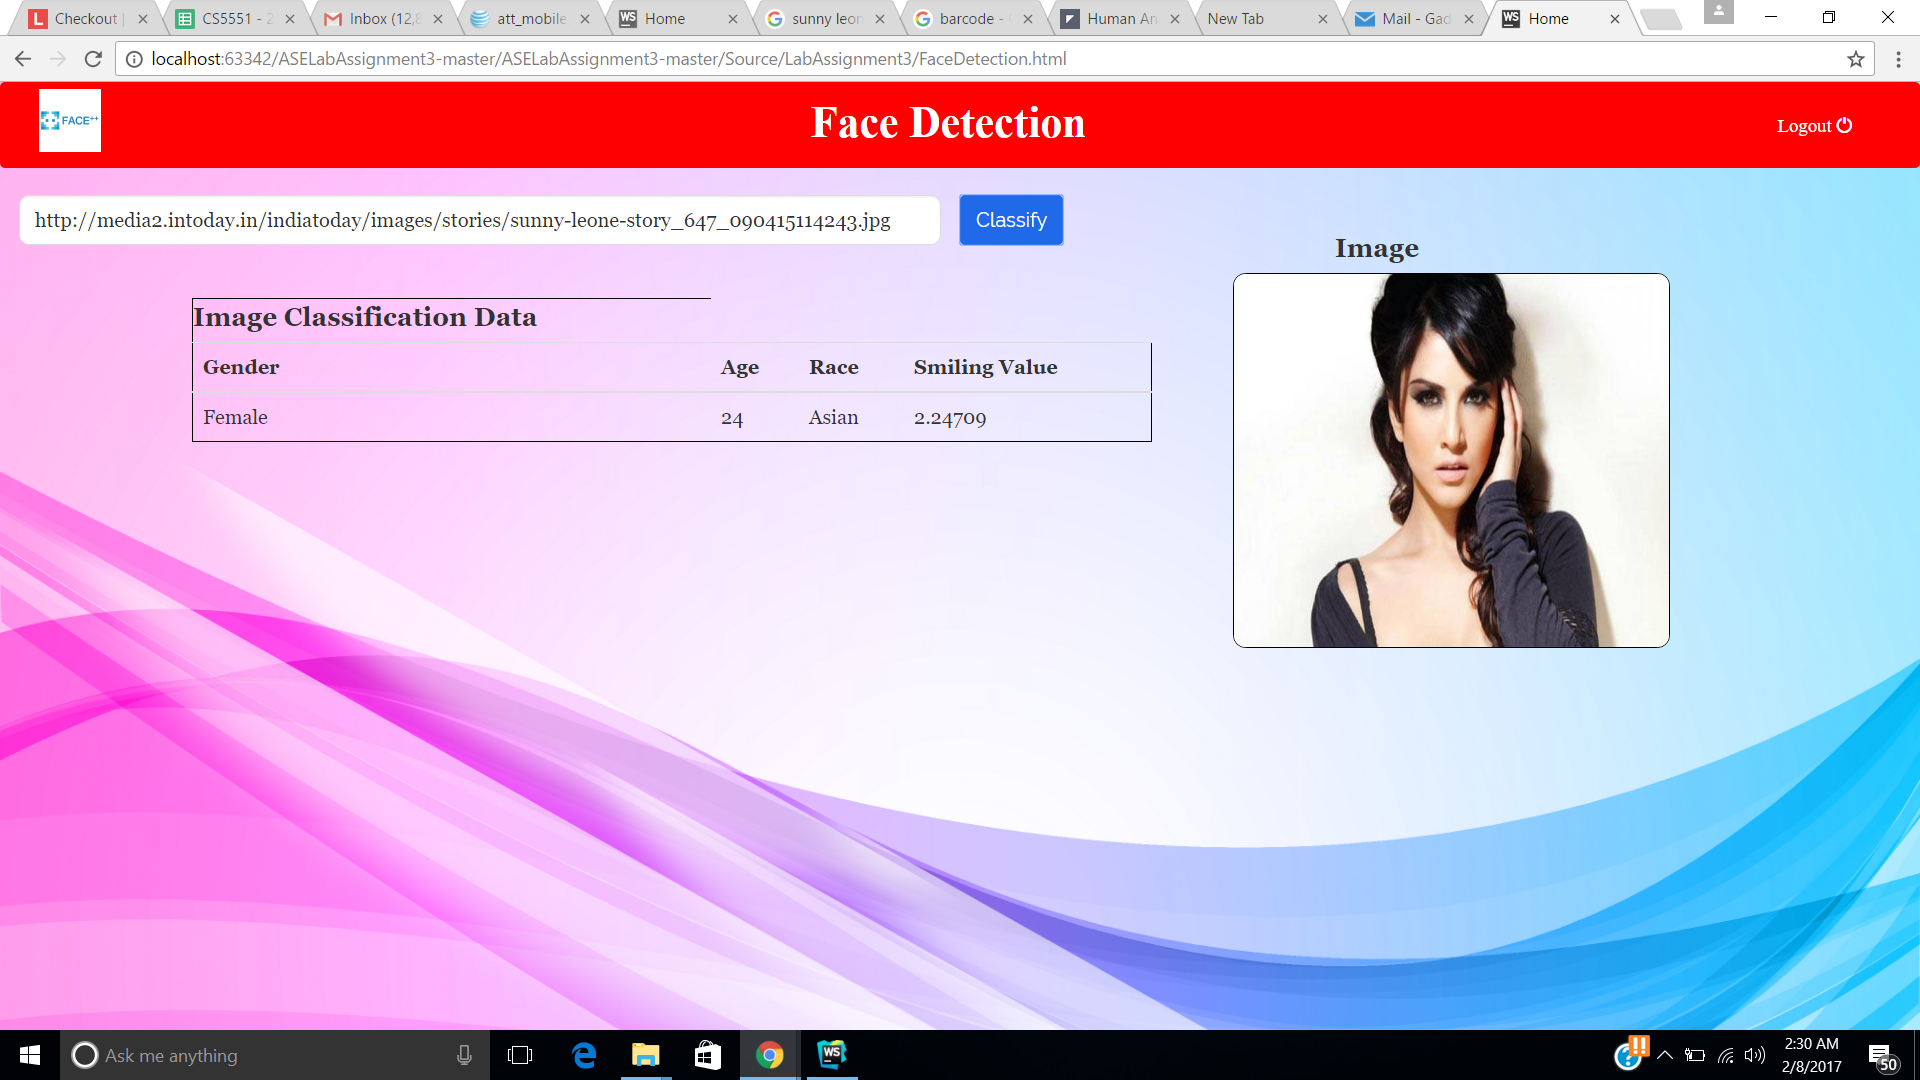 Checkout |
CS5551 - 2
Inbox (12,8
att_mobile
WS Home
sunny leon
barcode -
Human An
New Tab
Mail - Gad
WS Home
localhost:63342/ASELabAssignment3-master/ASELabAssignment3-master/Source/LabAssignment3/FaceDetection.html
FACE++
Face Detection
Logout
http://media2.intoday.in/indiatoday/images/stories/sunny-leone-story_647_090415114243.jpg
Classify
Image
Image Classification Data
Gender Age Race Smiling Value
Female 24 Asian 2.24709
Ask me anything
WS
2:30 AM
2/8/2017
50